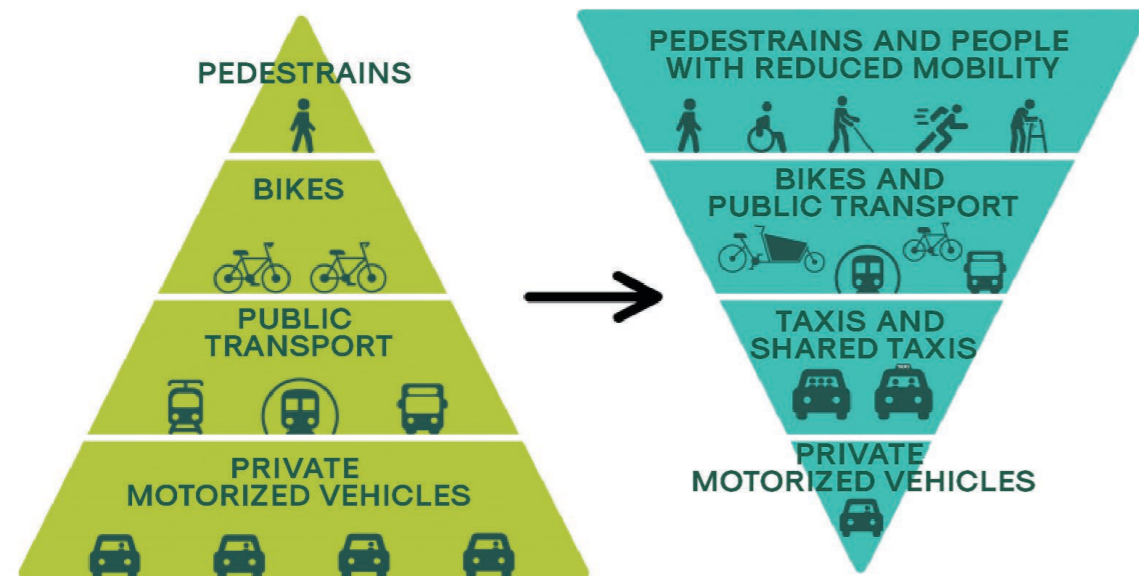 PEDESTRAINS
BIKES
PUBLIC
TRANSPORT
PRIVATE
MOTORIZED VEHICLES
PEDESTRAINS AND PEOPLE
WITH REDUCED MOBILITY
BIKES AND
PUBLIC TRANSPORT
TAXIS AND
SHARED TAXIS
TAXI
PRIVATE
MOTORIZED VEHICLES